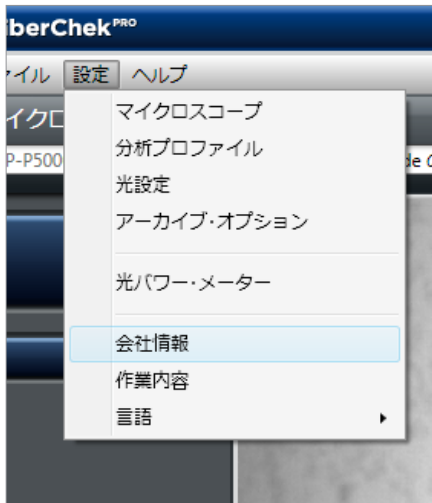 iberChek PRO
ァイル 設定 ヘルプ
マイクロスコープ
分析プロファイル
光設定
アーカイブ・オプション
光パワー・メーター
会社情報
作業内容
言語
イクロ
P-P500
de